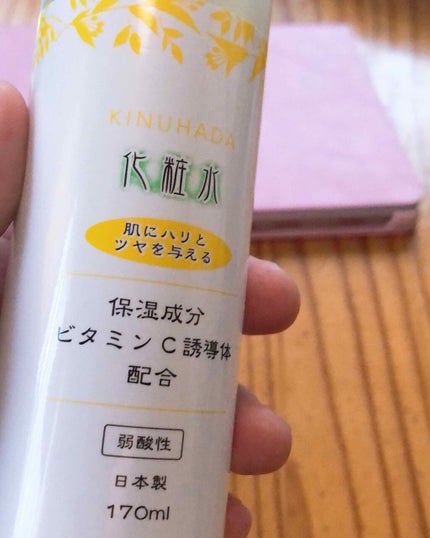 KINUHADA
化粧水
肌にハリと
ツヤを与える
保湿成分
ビタミンC誘導体
配合
弱酸性
日本製
170ml